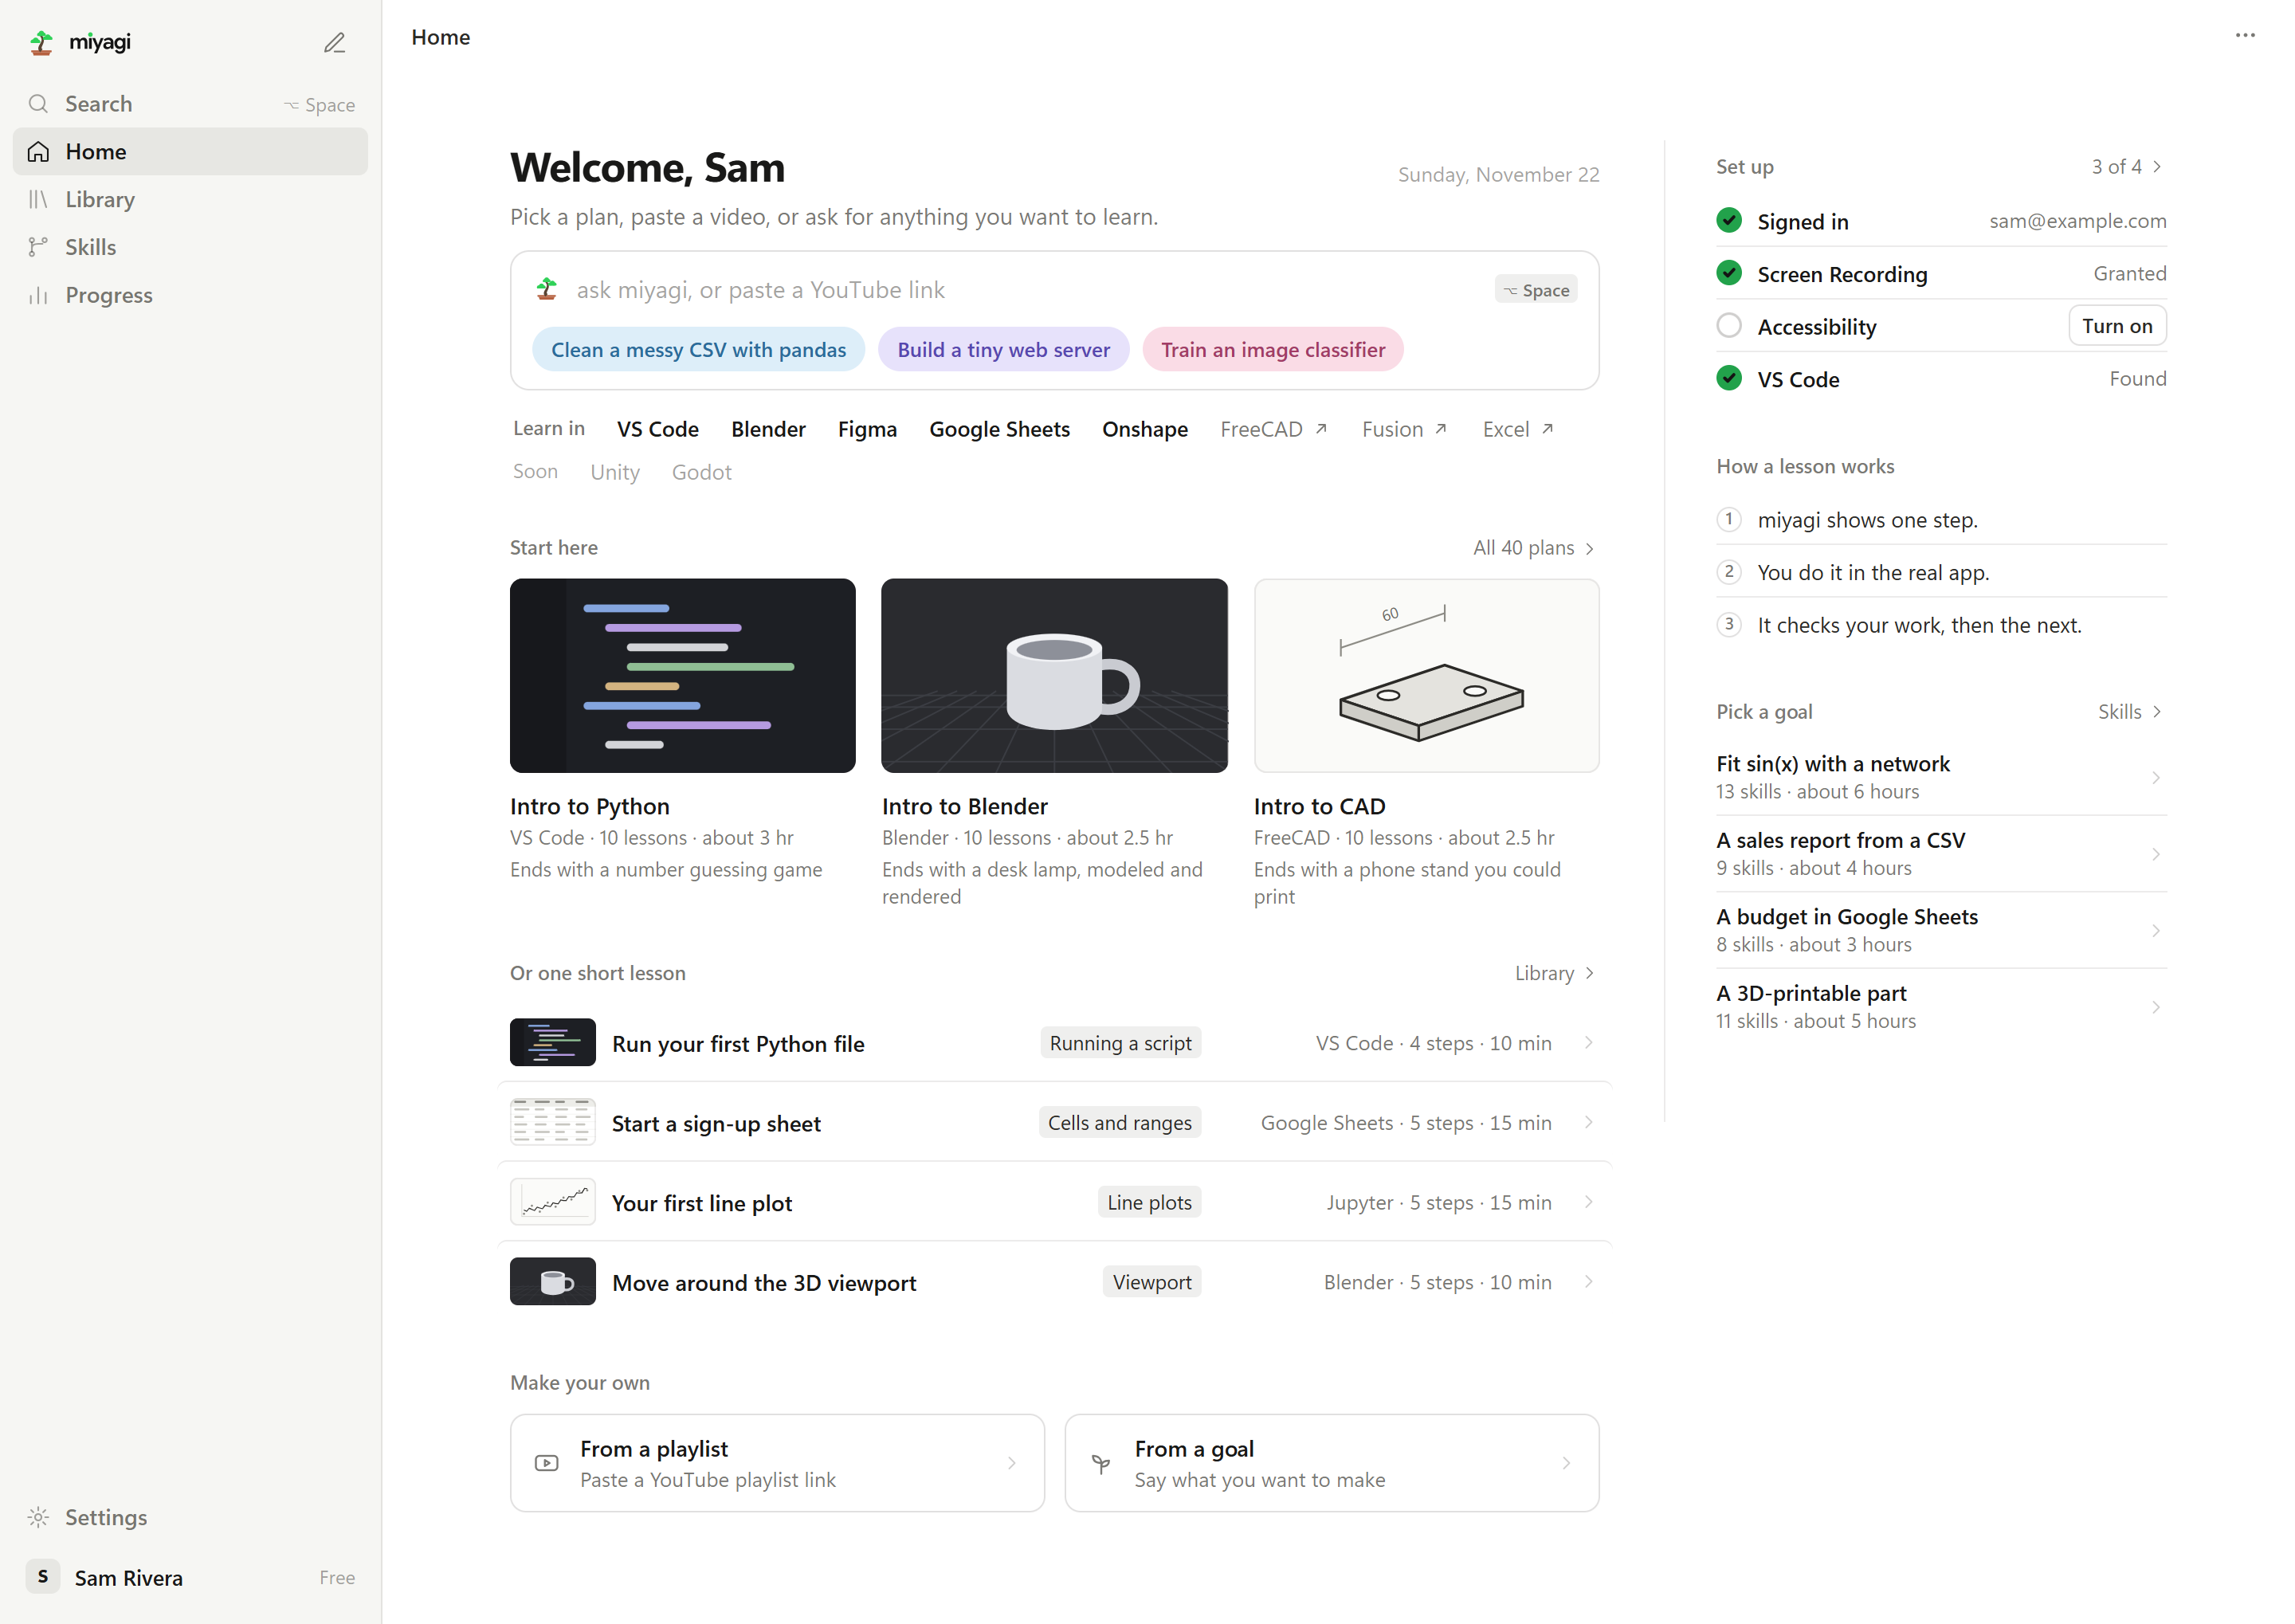 miyagi
Search ⌥ Space
Home
Library
Skills
Progress
Settings
S Sam Rivera Free
Home
Welcome, Sam
Sunday, November 22
Pick a plan, paste a video, or ask for anything you want to learn.
ask miyagi, or paste a YouTube link
⌥ Space
Clean a messy CSV with pandas
Build a tiny web server
Train an image classifier
Learn in VS Code Blender Figma Google Sheets Onshape FreeCAD ↗ Fusion ↗ Excel ↗
Soon Unity Godot
Start here
All 40 plans
60
Intro to Python
VS Code · 10 lessons · about 3 hr
Ends with a number guessing game
Intro to Blender
Blender · 10 lessons · about 2.5 hr
Ends with a desk lamp, modeled and
rendered
Intro to CAD
FreeCAD · 10 lessons · about 2.5 hr
Ends with a phone stand you could
print
Or one short lesson
Library
Run your first Python file Running a script VS Code · 4 steps · 10 min
Start a sign-up sheet Cells and ranges Google Sheets · 5 steps · 15 min
Your first line plot Line plots Jupyter · 5 steps · 15 min
Move around the 3D viewport Viewport Blender · 5 steps · 10 min
Make your own
From a playlist
Paste a YouTube playlist link
From a goal
Say what you want to make
Set up 3 of 4
Signed in sam@example.com
Screen Recording Granted
Accessibility Turn on
VS Code Found
How a lesson works
1 miyagi shows one step.
2 You do it in the real app.
3 It checks your work, then the next.
Pick a goal Skills
Fit sin(x) with a network
13 skills · about 6 hours
A sales report from a CSV
9 skills · about 4 hours
A budget in Google Sheets
8 skills · about 3 hours
A 3D-printable part
11 skills · about 5 hours